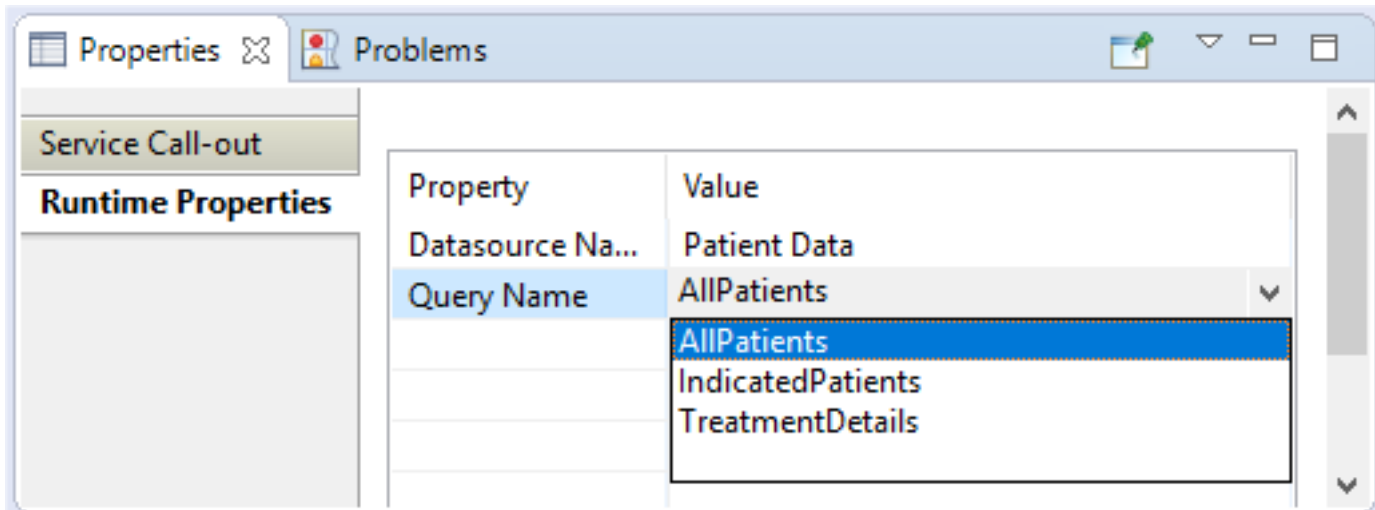 Properties Problems
Service Call-out
Runtime Properties
Property Value
Datasource Na... Patient Data
Query Name AllPatients
AllPatients
IndicatedPatients
TreatmentDetails